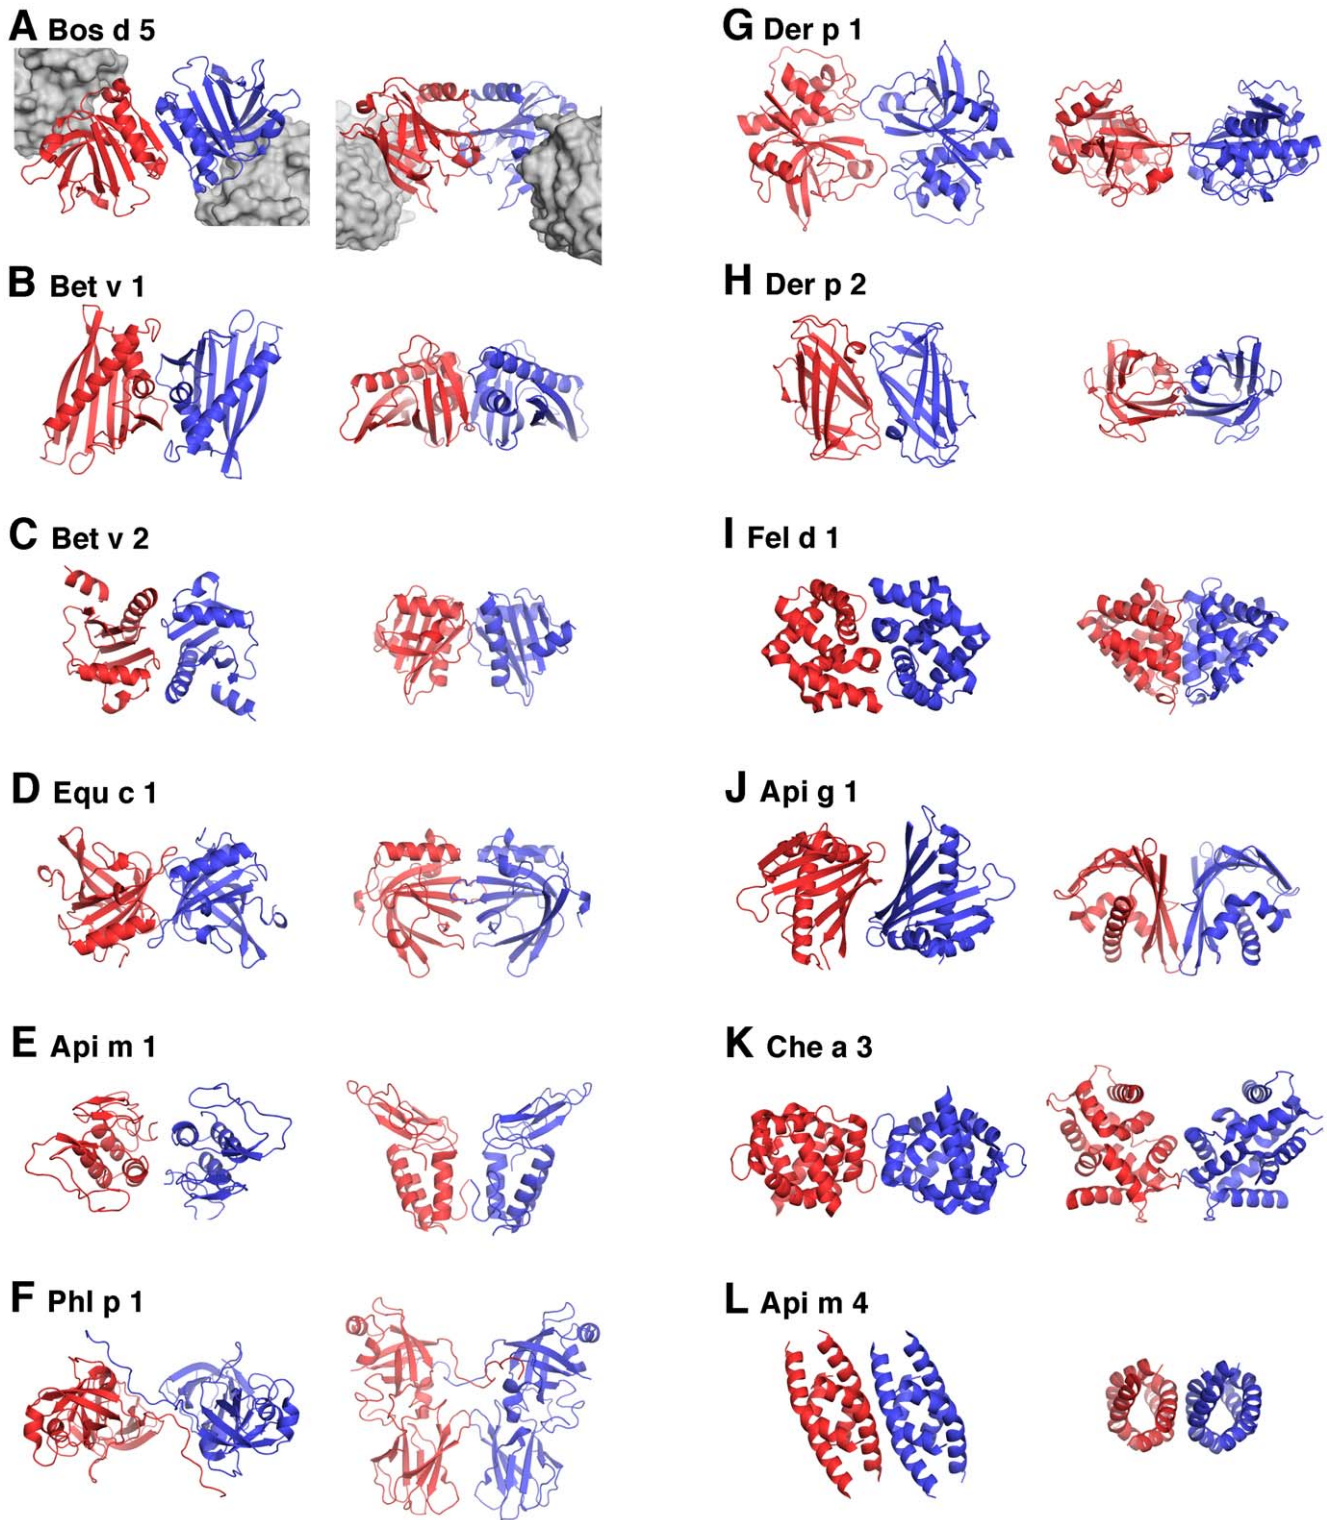 A Bos d 5
B Bet v 1
C Bet v 2
D Equ c 1
E Api m 1
F Phl p 1
G Der p 1
H Der p 2
I Fel d 1
J Api g 1
K Che a 3
L Api m 4